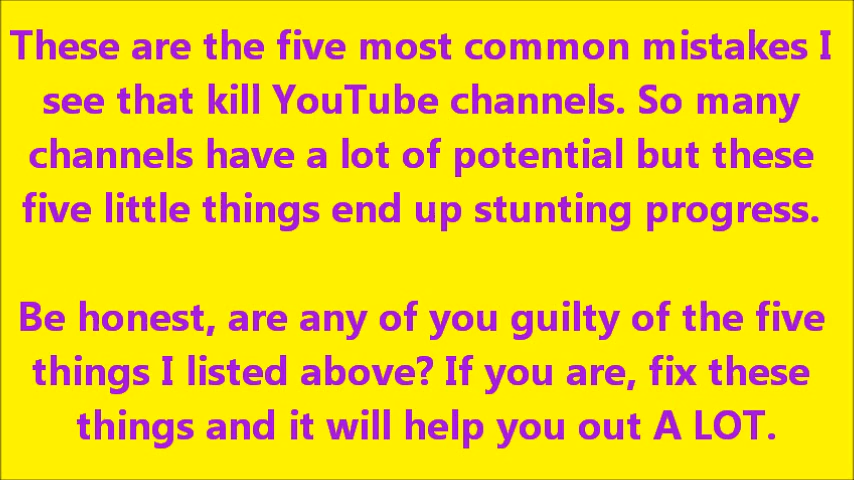 These are the five most common mistakes I
see that kill YouTube channels. So many
channels have a lot of potential but these
five little things end up stunting progress.
Be honest, are any of you guilty of the five
things I listed above? If you are, fix these
things and it will help you out A LOT.